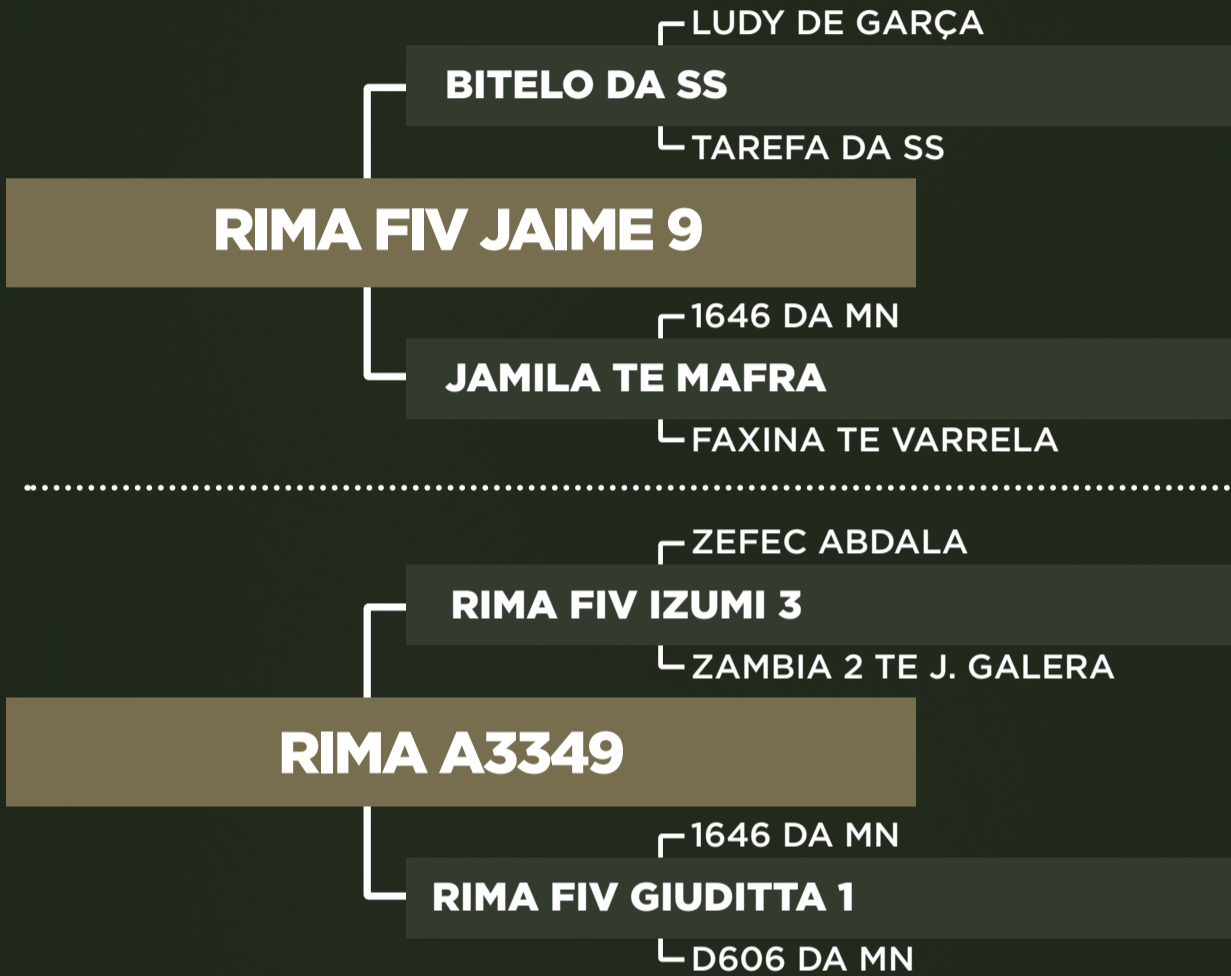 LUDY DE GARÇA
BITELO DA SS
TAREFA DA SS
RIMA FIV JAIME 9
1646 DA MN
JAMILA TE MAFRA
FAXINA TE VARRELA
ZEFEC ABDALA
RIMA FIV IZUMI 3
ZAMBIA 2 TE J. GALERA
RIMA A3349
1646 DA MN
RIMA FIV GIUDITTA 1
D606 DA MN